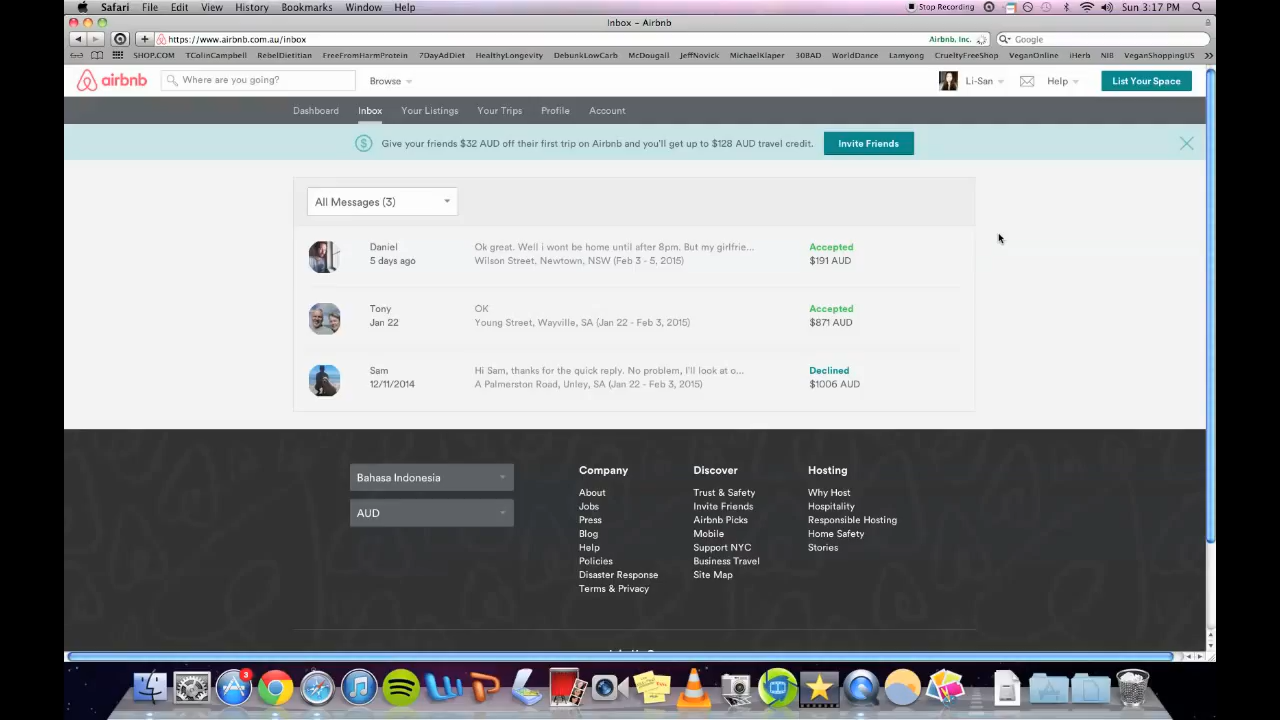 Safari File Edit View History Bookmarks Window Help Stop Recording Sun 3:17 PM
Inbox – Airbnb
https://www.airbnb.com.au/inbox Airbnb, Inc. Google
SHOP.COM TColinCampbell RebelDietitian FreeFromHarmProtein 7DayAdDiet HealthyLongevity DebunkLowCarb McDougall JeffNovick MichaelKlaper 30BAD WorldDance Lamyong CrueltyFreeShop VeganOnline iHerb NIB VeganShoppingUS
airbnb Where are you going? Browse Li-San Help List Your Space
Dashboard Inbox Your Listings Your Trips Profile Account
Give your friends $32 AUD off their first trip on Airbnb and you'll get up to $128 AUD travel credit. Invite Friends
All Messages (3)
Daniel Ok great. Well i wont be home until after 8pm. But my girlfrie... Accepted
5 days ago Wilson Street, Newtown, NSW (Feb 3 - 5, 2015) $191 AUD
Tony OK Accepted
Jan 22 Young Street, Wayville, SA (Jan 22 - Feb 3, 2015) $871 AUD
Sam Hi Sam, thanks for the quick reply. No problem, I'll look at o... Declined
12/11/2014 A Palmerston Road, Unley, SA (Jan 22 - Feb 3, 2015) $1006 AUD
Bahasa Indonesia
AUD
Company
About
Jobs
Press
Blog
Help
Policies
Disaster Response
Terms & Privacy
Discover
Trust & Safety
Invite Friends
Airbnb Picks
Mobile
Support NYC
Business Travel
Site Map
Hosting
Why Host
Hospitality
Responsible Hosting
Home Safety
Stories
3